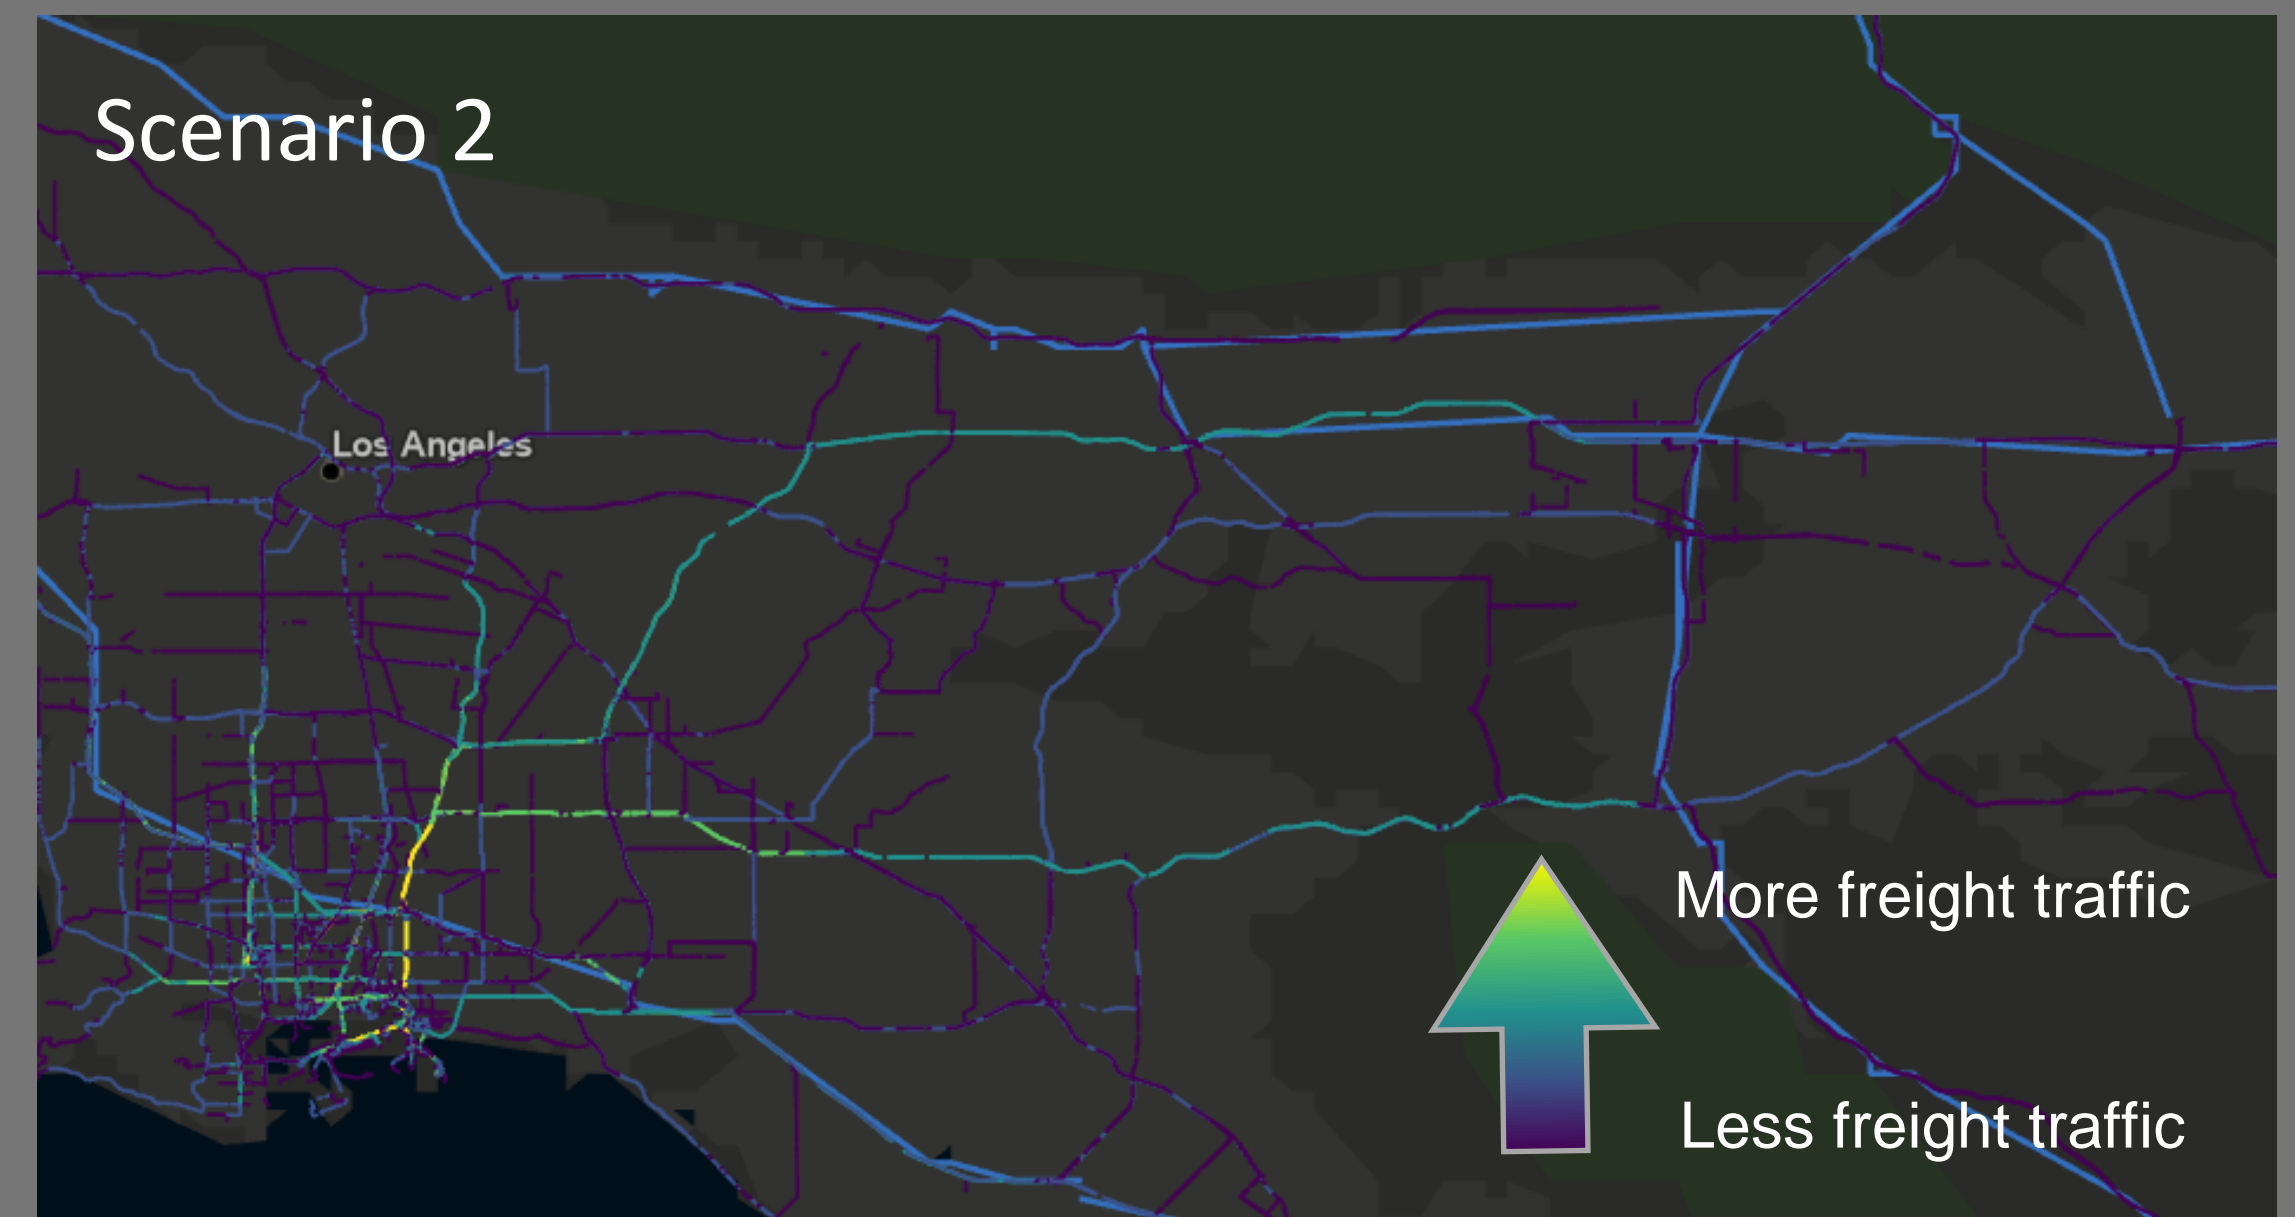 Scenario 2
Los Angeles
More freight traffic
Less freight traffic